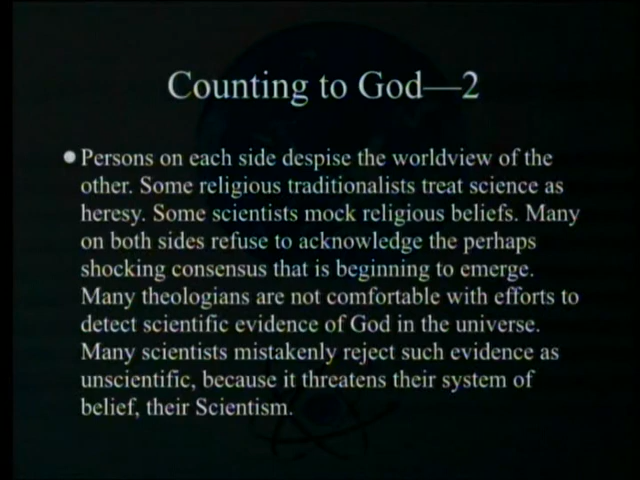 Counting to God—2
● Persons on each side despise the worldview of the
other. Some religious traditionalists treat science as
heresy. Some scientists mock religious beliefs. Many
on both sides refuse to acknowledge the perhaps
shocking consensus that is beginning to emerge.
Many theologians are not comfortable with efforts to
detect scientific evidence of God in the universe.
Many scientists mistakenly reject such evidence as
unscientific, because it threatens their system of
belief, their Scientism.